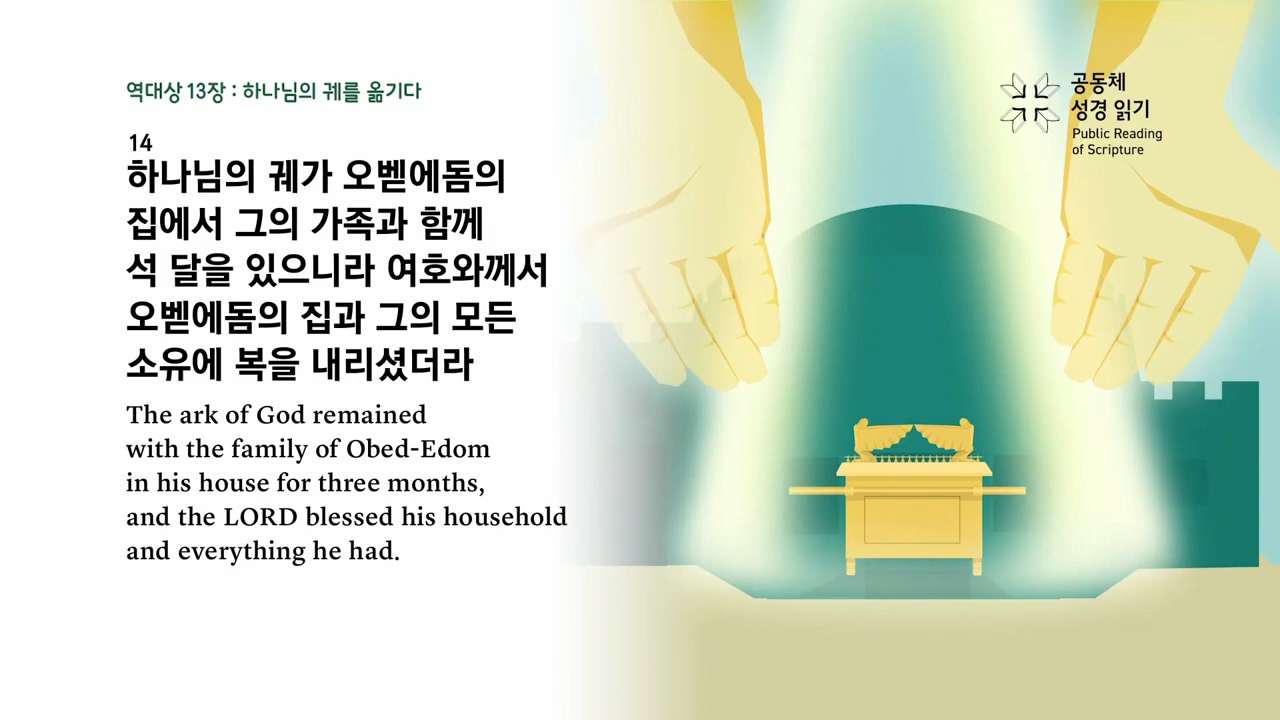 역대상 13장 : 하나님의 궤를 옮기다
14
하나님의 궤가 오벧에돔의
집에서 그의 가족과 함께
석 달을 있으니라 여호와께서
오벧에돔의 집과 그의 모든
소유에 복을 내리셨더라
The ark of God remained
with the family of Obed-Edom
in his house for three months,
and the LORD blessed his household
and everything he had.
공동체
성경 읽기
Public Reading
of Scripture